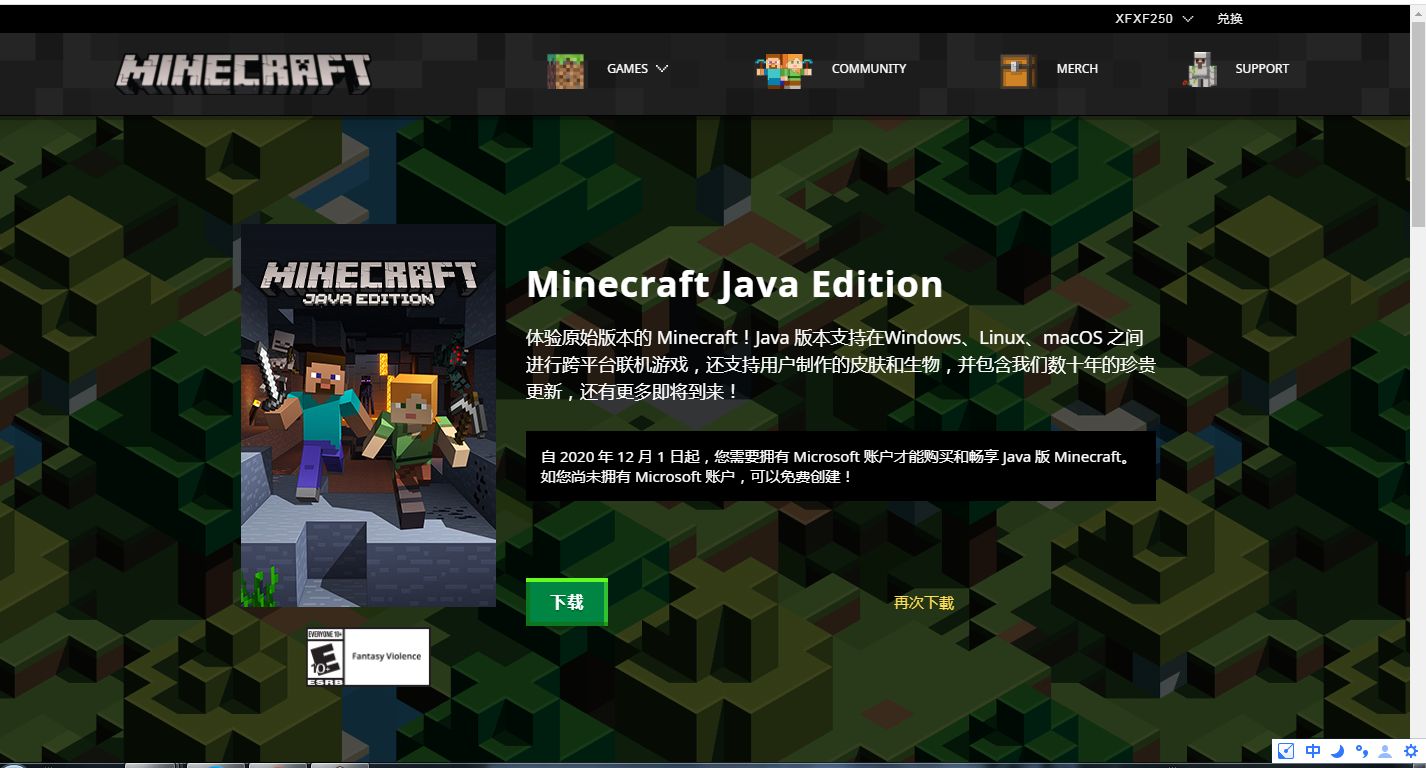 XFXF250 兑换
MINECRAFT
GAMES
COMMUNITY
MERCH
SUPPORT
MINECRAFT
JAVA EDITION
Minecraft Java Edition
体验原始版本的 Minecraft！Java 版本支持在Windows、Linux、macOS 之间
进行跨平台联机游戏，还支持用户制作的皮肤和生物，并包含我们数十年的珍贵
更新，还有更多即将到来！
自 2020 年 12 月 1 日起，您需要拥有 Microsoft 账户才能购买和畅享 Java 版 Minecraft。
如您尚未拥有 Microsoft 账户，可以免费创建！
下载
再次下載
EVERYONE 10+
E
10+
ESRB
Fantasy Violence
中